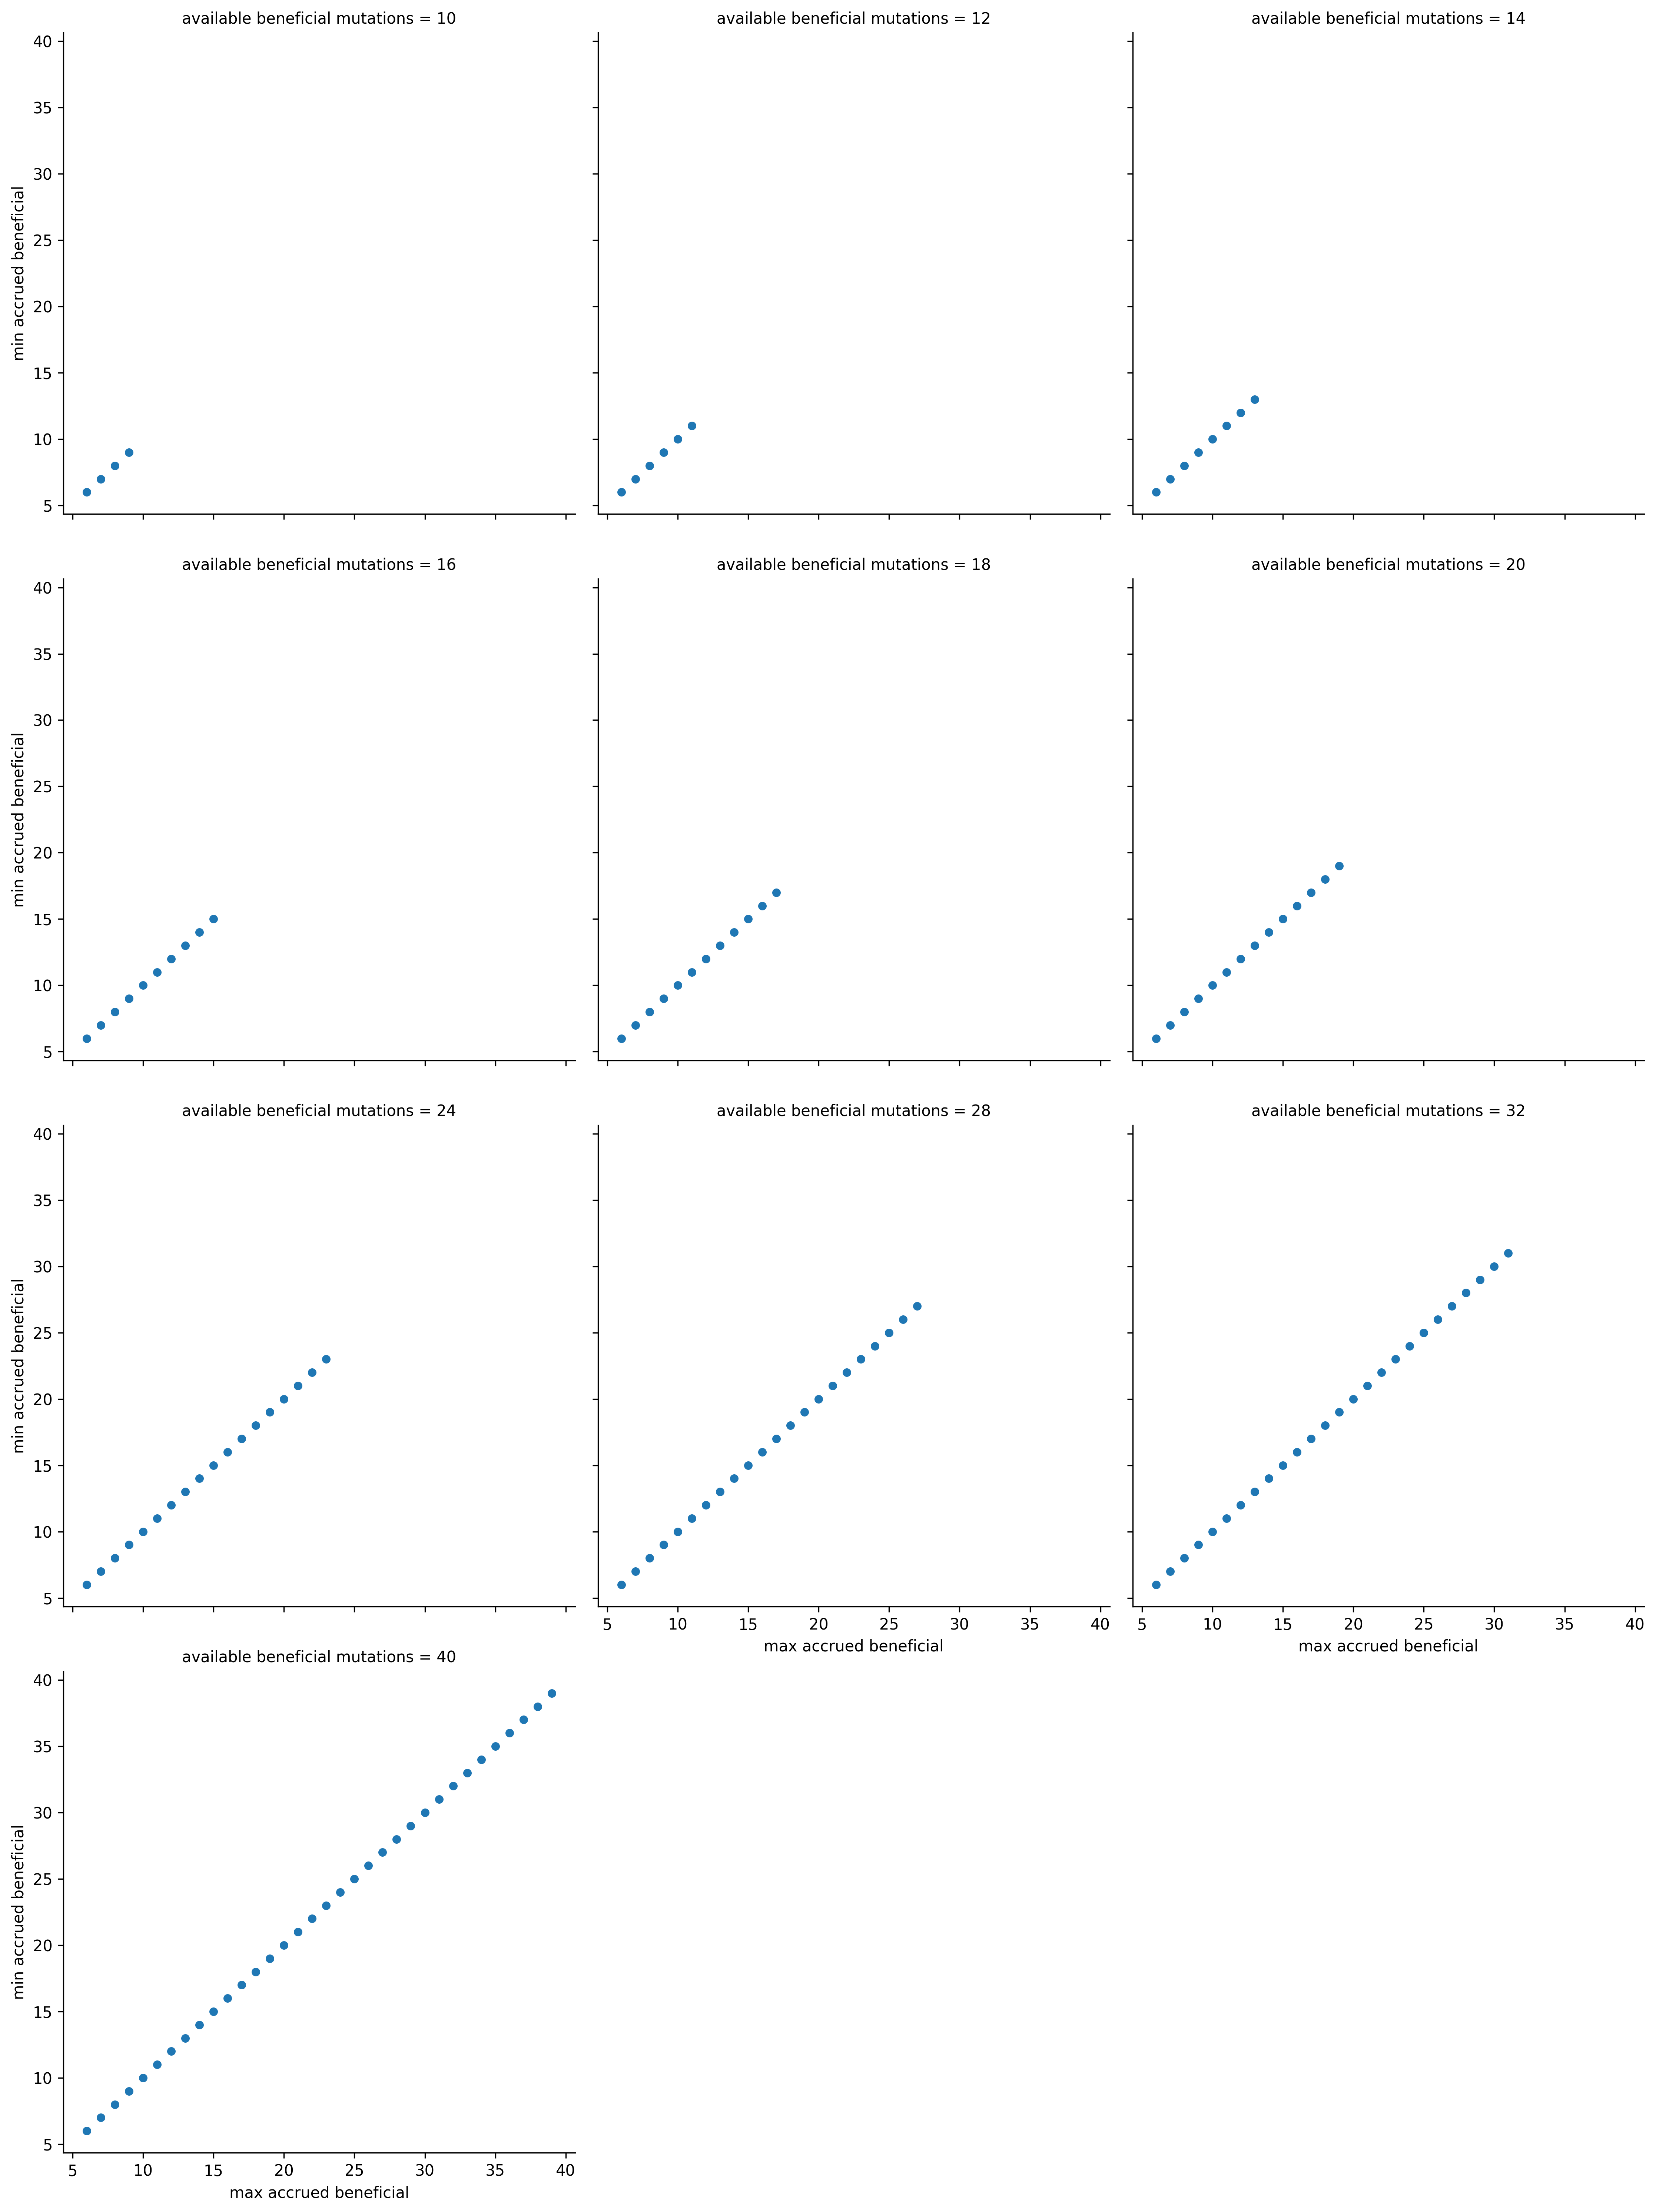 available beneficial mutations = 10
available beneficial mutations = 12
available beneficial mutations = 14
40
35
30
25
20
15
10
5
min accrued beneficial
available beneficial mutations = 16
available beneficial mutations = 18
available beneficial mutations = 20
40
35
30
25
20
15
10
5
min accrued beneficial
available beneficial mutations = 24
available beneficial mutations = 28
available beneficial mutations = 32
40
35
30
25
20
15
10
5
min accrued beneficial
5 10 15 20 25 30 35 40
max accrued beneficial
5 10 15 20 25 30 35 40
max accrued beneficial
available beneficial mutations = 40
40
35
30
25
20
15
10
5
min accrued beneficial
5 10 15 20 25 30 35 40
max accrued beneficial